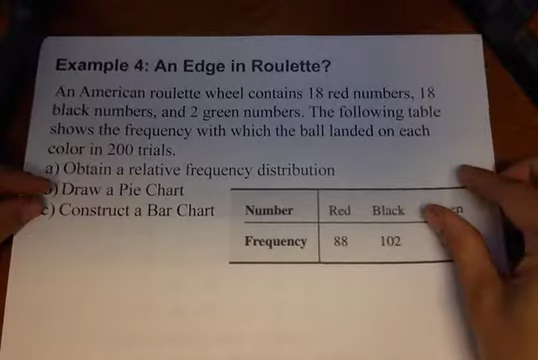 Example 4: An Edge in Roulette?
An American roulette wheel contains 18 red numbers, 18
black numbers, and 2 green numbers. The following table
shows the frequency with which the ball landed on each
color in 200 trials.
a) Obtain a relative frequency distribution
) Draw a Pie Chart
c) Construct a Bar Chart
Number Red Black
Frequency 88 102